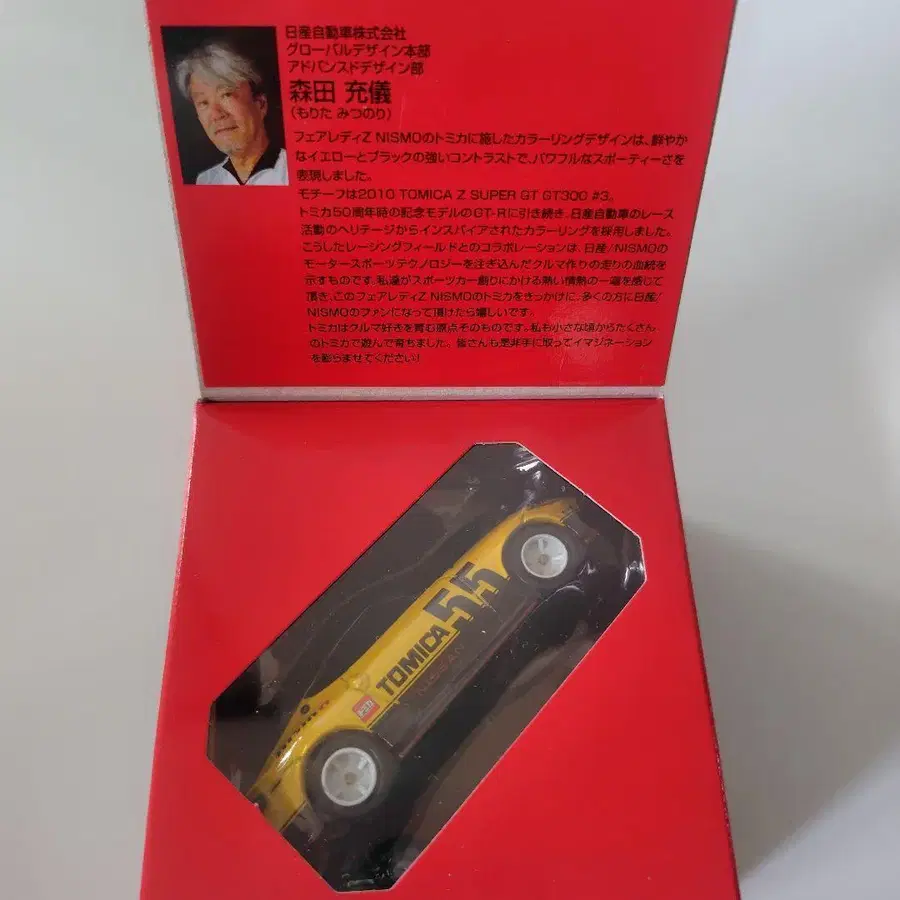 日産自動車株式会社
グローバルデザイン本部
アドバンスドデザイン部
森田 充儀
(もりた みつのり)
フェアレディZ NISMOのトミカに施したカラーリングデザインは、鮮やか
なイエローとブラックの強いコントラストで、パワフルなスポーティーさを
表現しました。
モチーフは2010 TOMICA Z SUPER GT GT300 #3。
トミカ50周年時の記念モデルのGT-Rに引き続き、日産自動車のレース
活動のヘリテージからインスパイアされたカラーリングを採用しました。
こうしたレーシングフィールドとのコラボレーションは、日産/NISMOの
モータースポーツテクノロジーを注ぎ込んだクルマ作りの走りの血統を
示すものです。私達がスポーツカー創りにかける熱い情熱の一端を感じて
頂き、このフェアレディZ NISMOのトミカをきっかけに、多くの方に日産/
NISMOのファンになって頂けたら嬉しいです。
トミカはクルマ好きを育む原点そのものです。私も小さな頃からたくさん
のトミカで遊んで育ちました。皆さんも是非手に取ってイマジネーション
を膨らませてください!
55
TOMICA
NISSAN
トミカ